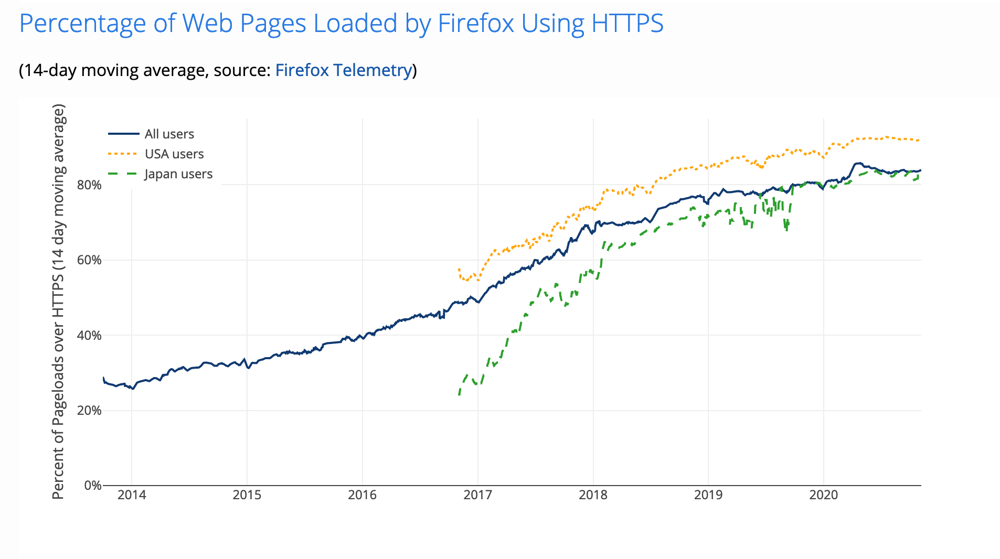 Percentage of Web Pages Loaded by Firefox Using HTTPS
(14-day moving average, source: Firefox Telemetry)
Percent of Pageloads over HTTPS (14 day moving average)
All users
USA users
Japan users
80%
60%
40%
20%
0%
2014 2015 2016 2017 2018 2019 2020